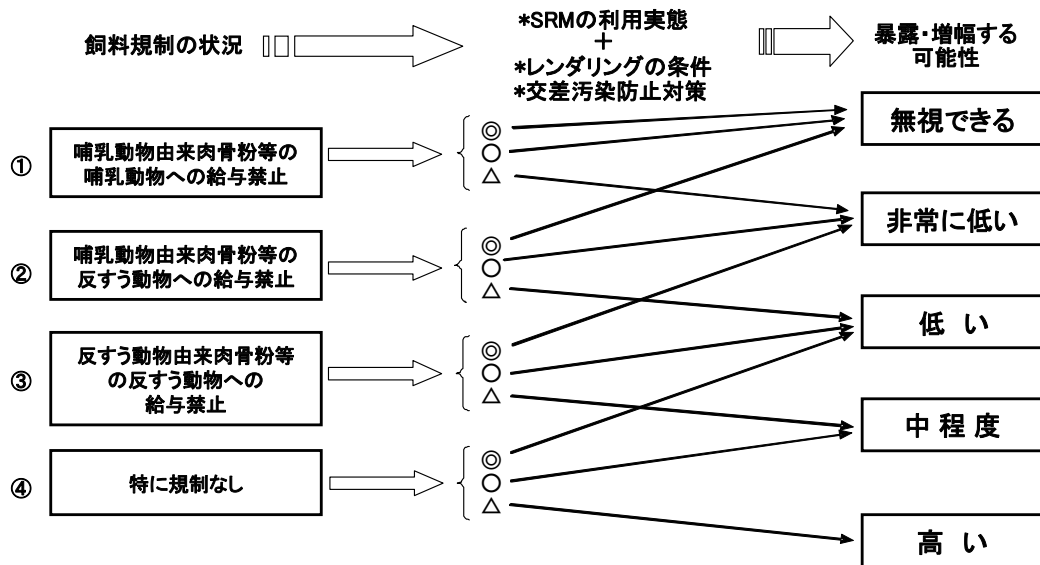 飼料規制の状況
*SRMの利用実態
+
*レンダリングの条件
*交差汚染防止対策
暴露・増幅する
可能性
①
哺乳動物由来肉骨粉等の
哺乳動物への給与禁止
◎
○
△
②
哺乳動物由来肉骨粉等の
反すう動物への給与禁止
◎
○
△
③
反すう動物由来肉骨粉等
の反すう動物への
給与禁止
◎
○
△
④
特に規制なし
◎
○
△
無視できる
非常に低い
低 い
中 程 度
高 い